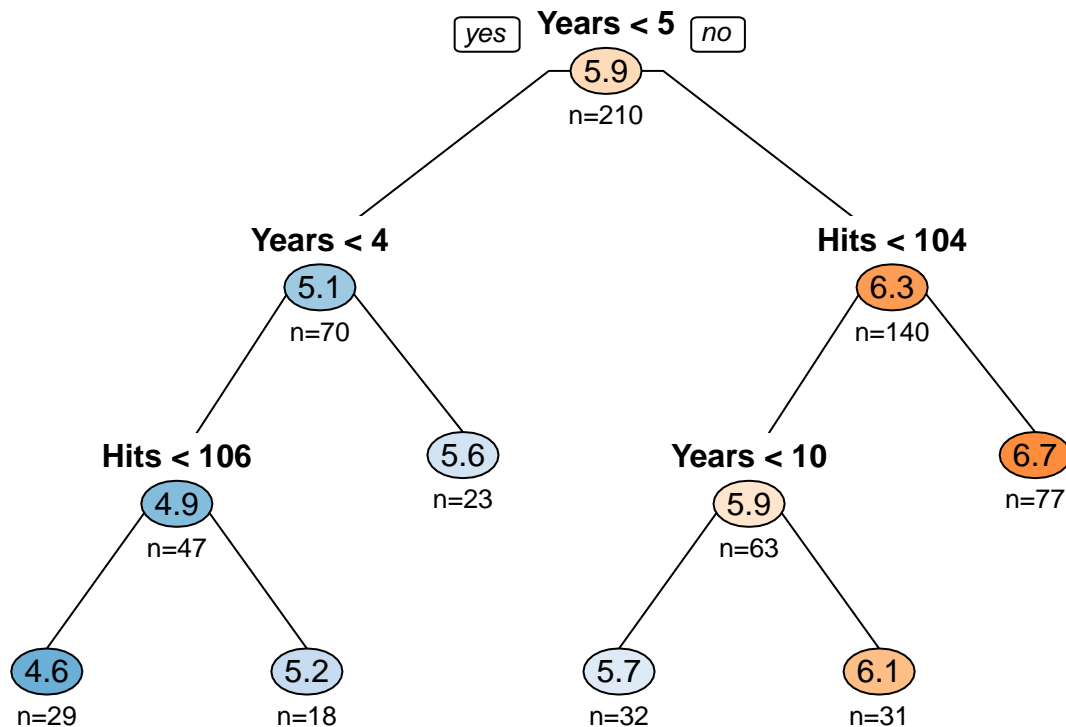 yes Years < 5 no
5.9
n=210
Years < 4 Hits < 104
5.1 6.3
n=70 n=140
Hits < 106 5.6 Years < 10 6.7
4.9 n=23 5.9 n=77
n=47 n=63
4.6 5.2 5.7 6.1
n=29 n=18 n=32 n=31